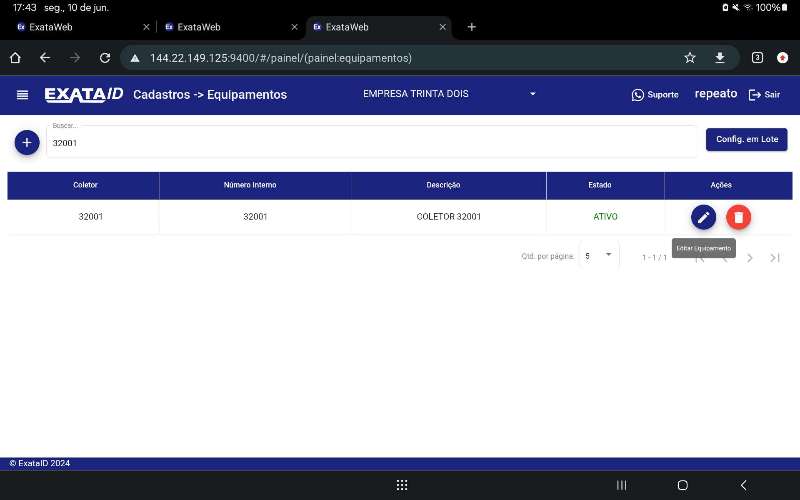 17:43 seg., 10 de jun.
100%
ExataWeb
ExataWeb
ExataWeb
144.22.149.125:9400/#/painel/(painel:equipamentos)
3
EXATAID
Cadastros -> Equipamentos
EMPRESA TRINTA DOIS
Suporte
repeato
Sair
Buscar...
32001
Config. em Lote
Coletor
Número Interno
Descrição
Estado
Ações
32001
32001
COLETOR 32001
ATIVO
Editar Equipamento
Qtd. por página:
5
1 - 1 / 1
© ExataID 2024